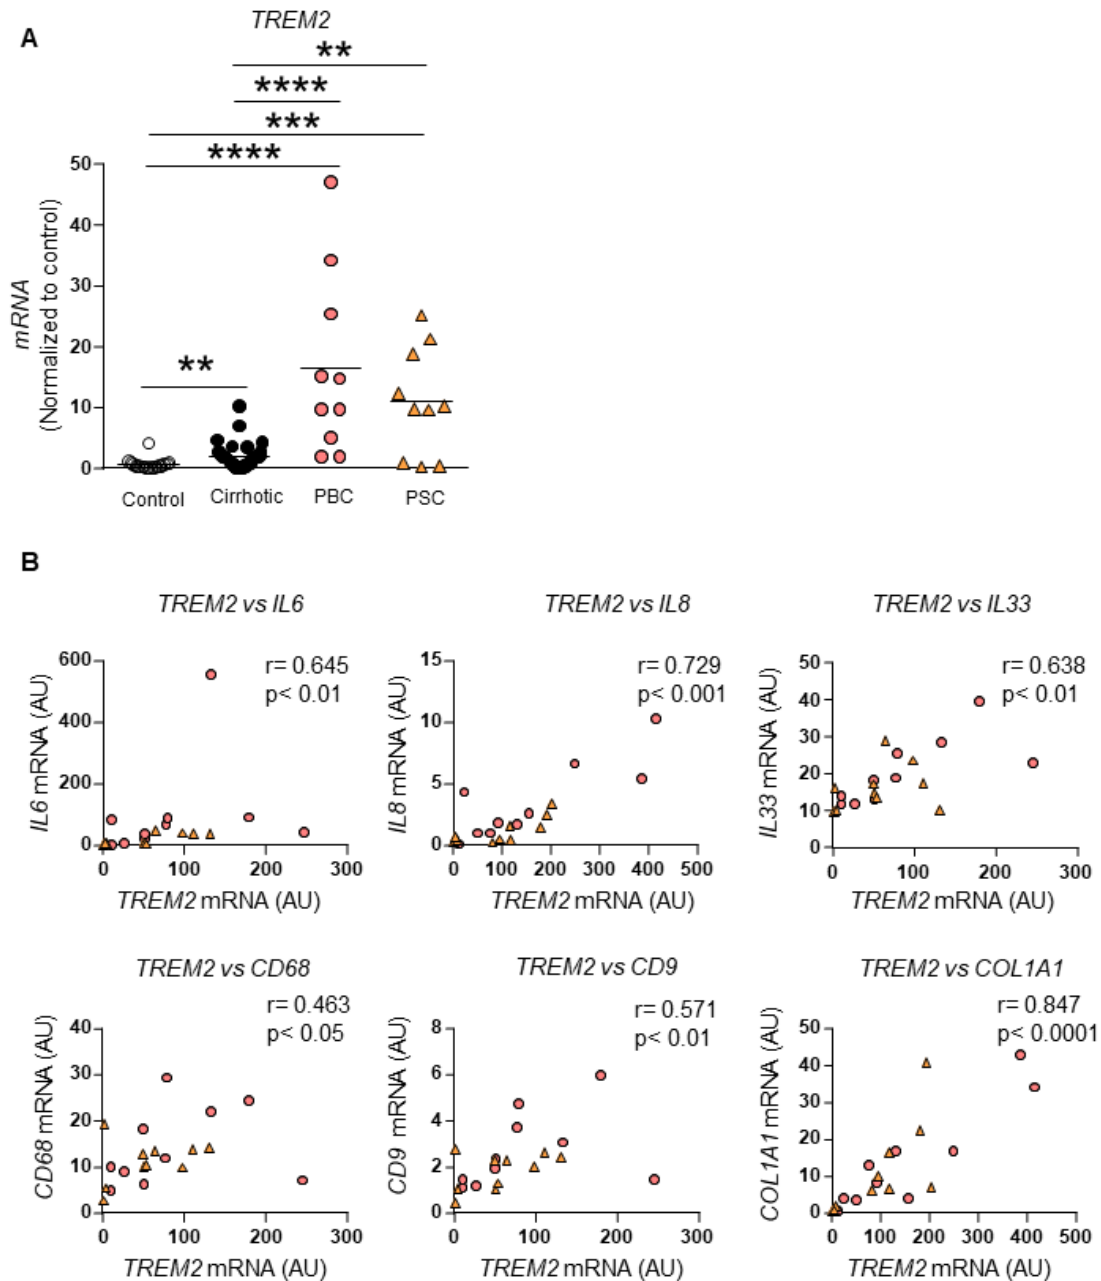 A
TREM2
**
****
***
****
50
40
30
20
10
0
**
mRNA
(Normalized to control)
Control Cirrhotic PBC PSC
B
TREM2 vs IL6
r= 0.645
p< 0.01
600
400
200
0
IL6 mRNA (AU)
0 100 200 300
TREM2 mRNA (AU)
TREM2 vs IL8
r= 0.729
p< 0.001
15
10
5
0
IL8 mRNA (AU)
0 100 200 300 400 500
TREM2 mRNA (AU)
TREM2 vs IL33
r= 0.638
p< 0.01
50
40
30
20
10
0
IL33 mRNA (AU)
0 100 200 300
TREM2 mRNA (AU)
TREM2 vs CD68
r= 0.463
p< 0.05
40
30
20
10
0
CD68 mRNA (AU)
0 100 200 300
TREM2 mRNA (AU)
TREM2 vs CD9
r= 0.571
p< 0.01
8
6
4
2
0
CD9 mRNA (AU)
0 100 200 300
TREM2 mRNA (AU)
TREM2 vs COL1A1
r= 0.847
p< 0.0001
50
40
30
20
10
0
COL1A1 mRNA (AU)
0 100 200 300 400 500
TREM2 mRNA (AU)